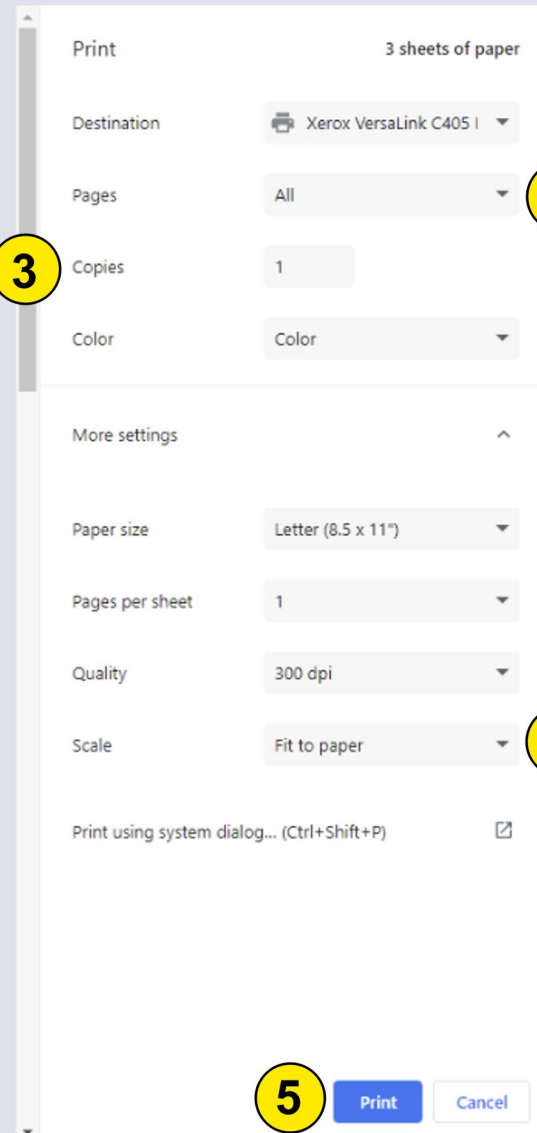 Print 3 sheets of paper
Destination Xerox VersaLink C405
Pages All
3 Copies 1
Color Color
More settings
Paper size Letter (8.5 x 11")
Pages per sheet 1
Quality 300 dpi
Scale Fit to paper
Print using system dialog... (Ctrl+Shift+P)
5 Print Cancel